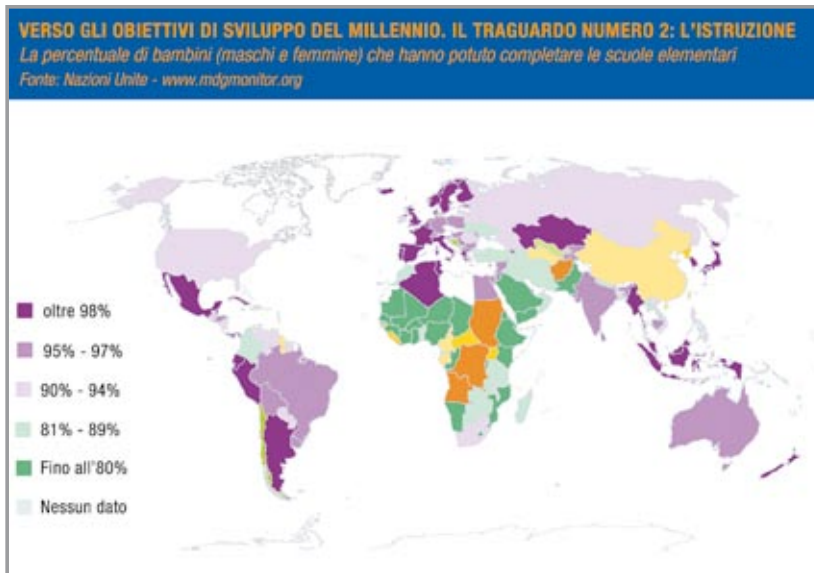 VERSO GLI OBIETTIVI DI SVILUPPO DEL MILLENNIO. IL TRAGUARDO NUMERO 2: L'ISTRUZIONE
La percentuale di bambini (maschi e femmine) che hanno potuto completare le scuole elementari
Fonte: Nazioni Unite - www.mdgmonitor.org
oltre 98%
95% - 97%
90% - 94%
81% - 89%
Fino all'80%
Nessun dato